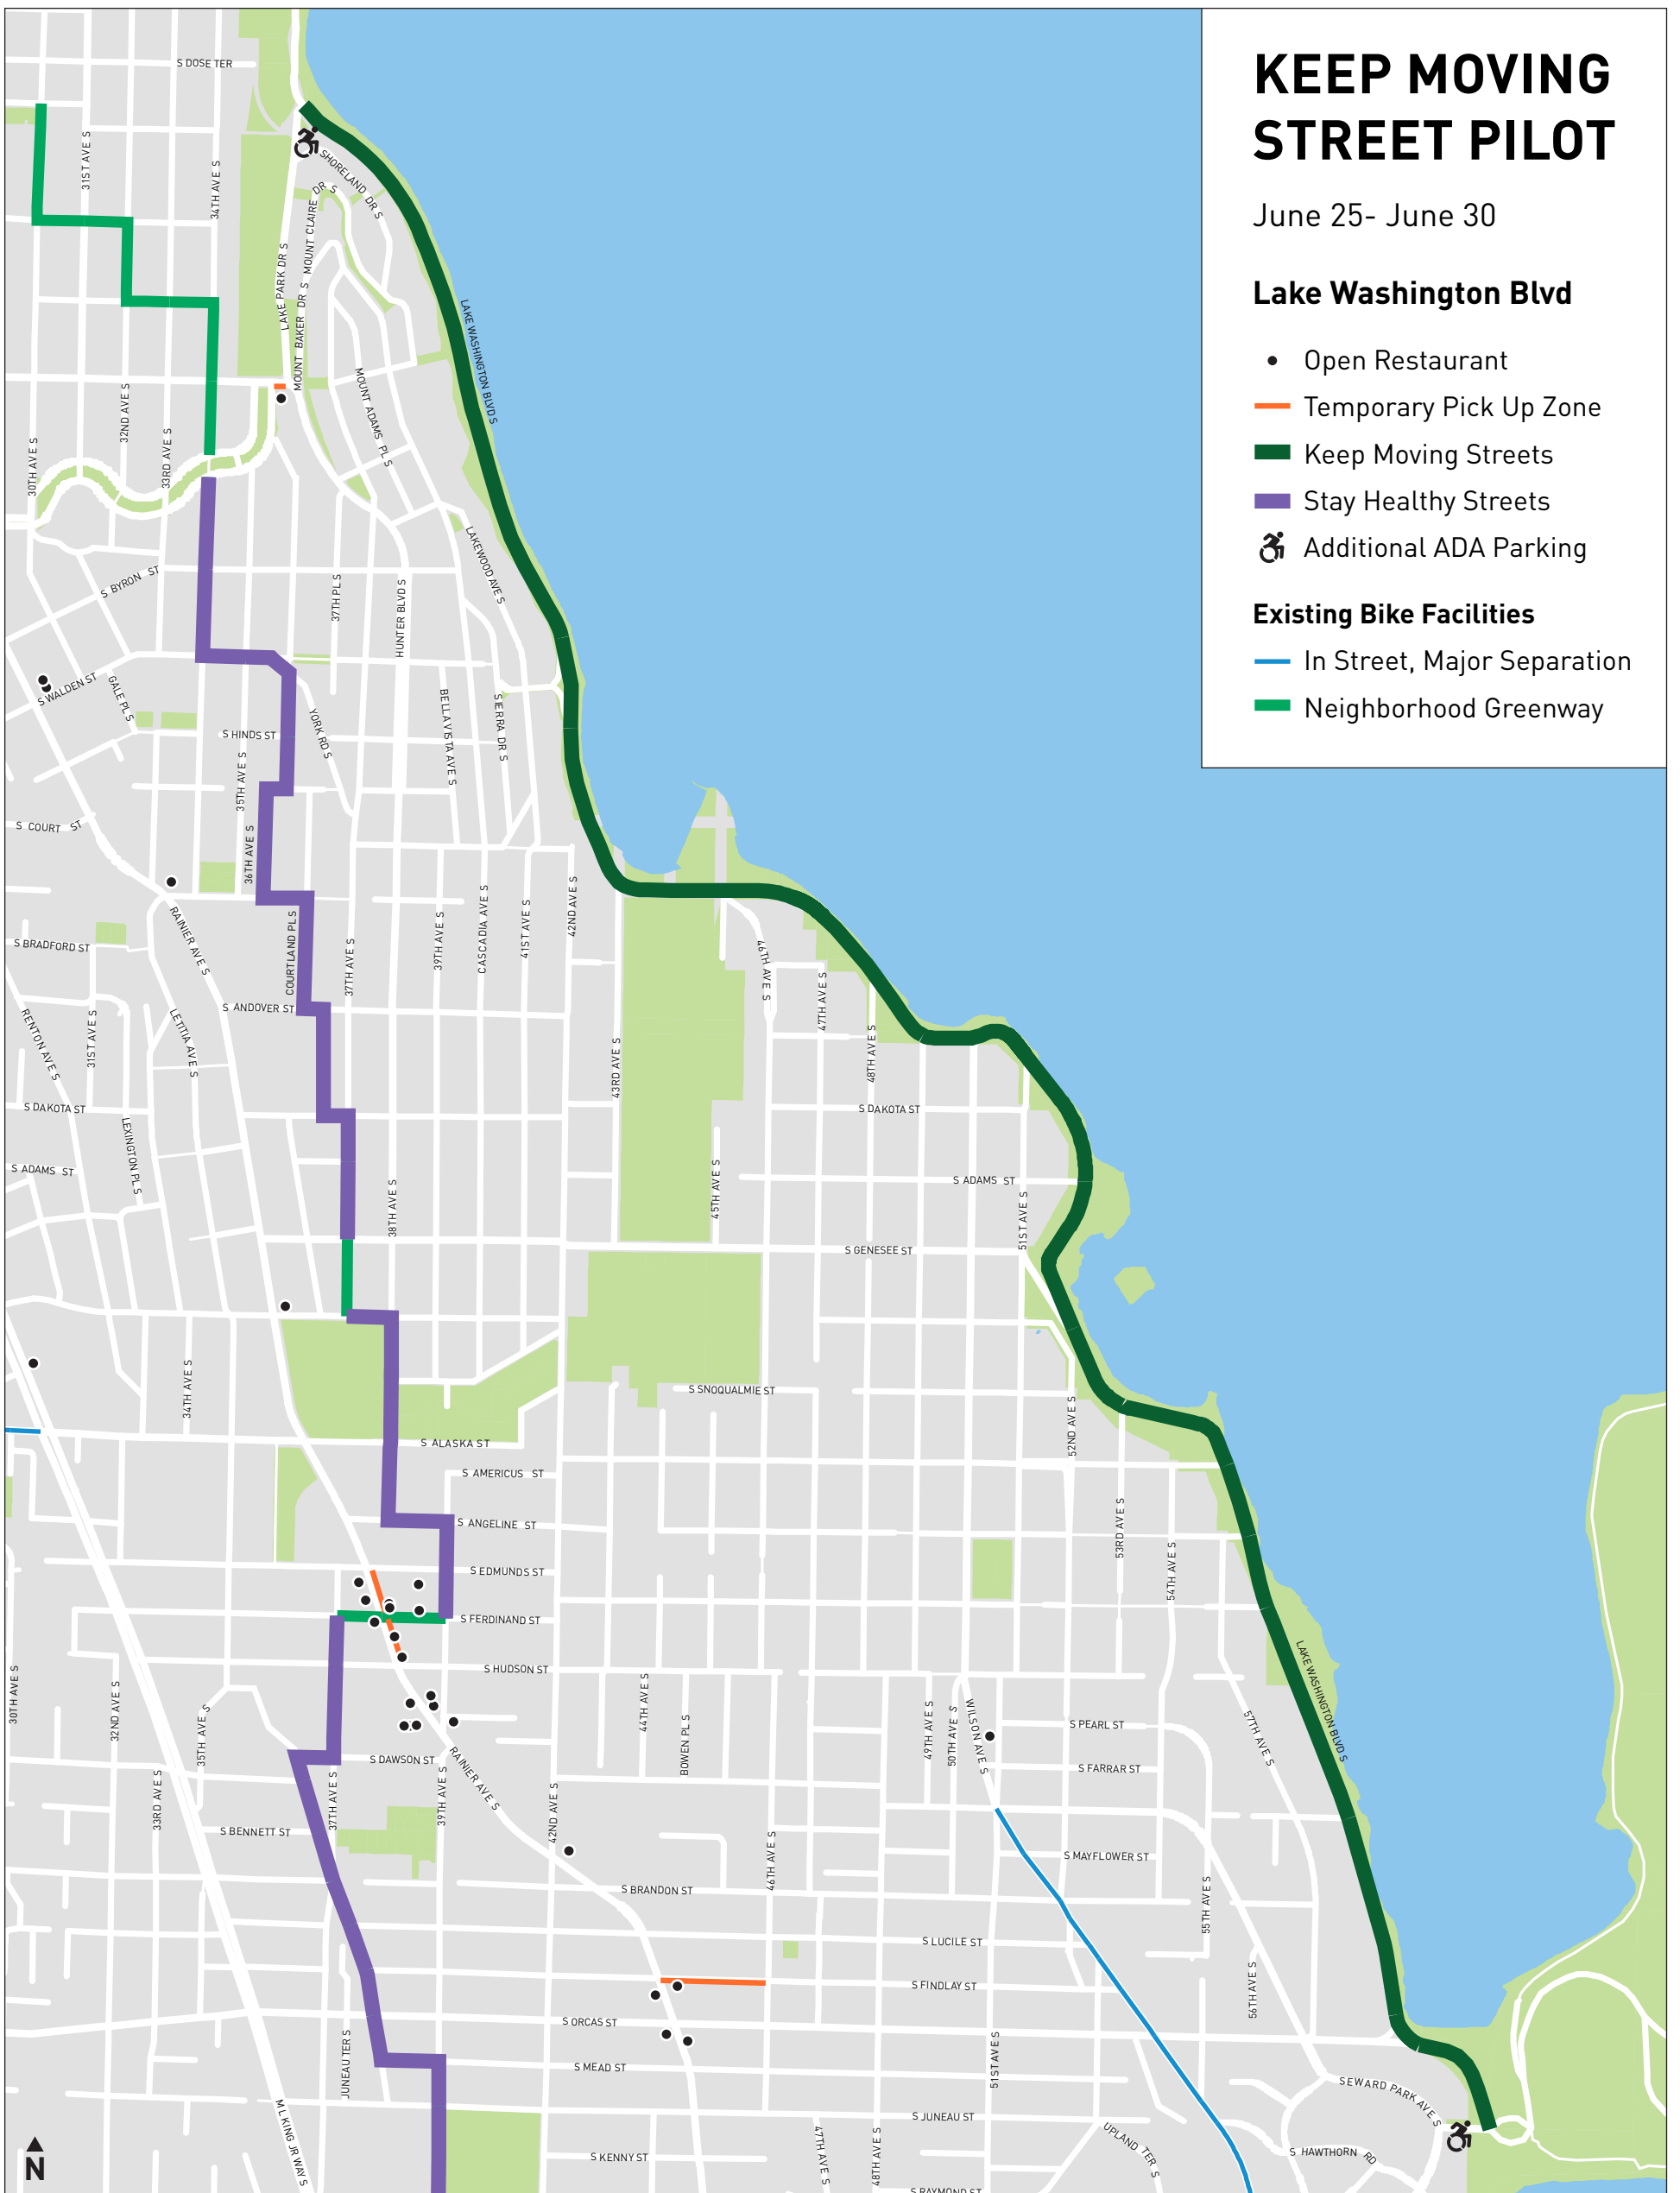 KEEP MOVING
STREET PILOT
June 25- June 30
Lake Washington Blvd
Open Restaurant
Temporary Pick Up Zone
Keep Moving Streets
Stay Healthy Streets
Additional ADA Parking
Existing Bike Facilities
In Street, Major Separation
Neighborhood Greenway
S DOSE TER
31ST AVE S
34TH AVE S
SHORELAND DR S
DR S
MOUNT CLAIRE
LAKE PARK DR S
MOUNT BAKER DR S
LAKE WASHINGTON BLVD S
MOUNT ADAMS PL S
32ND AVE S
33RD AVE S
30TH AVE S
LAKEWOOD AVE S
S BYRON ST
37TH PL S
HUNTER BLVD S
S WALDEN ST
GALE PL S
S HINDS ST
YORK RD S
BELLA VISTA AVE S
SIERRA DR S
35TH AVE S
S COURT ST
36TH AVE S
RAINIER AVE S
S BRADFORD ST
COURTLAND PL S
37TH AVE S
39TH AVE S
CASCADIA AVE S
41ST AVE S
42ND AVE S
46TH AVE S
47TH AVE S
S ANDOVER ST
RENTON AVE S
31ST AVE S
LETITIA AVE S
43RD AVE S
48TH AVE S
S DAKOTA ST
S DAKOTA ST
LEXINGTON PL S
S ADAMS ST
38TH AVE S
45TH AVE S
S ADAMS ST
51ST AVE S
S GENESEE ST
34TH AVE S
S SNOQUALMIE ST
52ND AVE S
S ALASKA ST
S AMERICUS ST
S ANGELINE ST
53RD AVE S
54TH AVE S
S EDMUNDS ST
S FERDINAND ST
S HUDSON ST
LAKE WASHINGTON BLVD S
30TH AVE S
32ND AVE S
35TH AVE S
44TH AVE S
BOWEN PL S
49TH AVE S
50TH AVE S
WILSON AVE S
S PEARL ST
57TH AVE S
S DAWSON ST
RAINIER AVE S
S FARRAR ST
33RD AVE S
37TH AVE S
39TH AVE S
42ND AVE S
S BENNETT ST
46TH AVE S
S MAYFLOWER ST
S BRANDON ST
55TH AVE S
S LUCILE ST
S FINDLAY ST
56TH AVE S
S ORCAS ST
JUNEAU TER S
S MEAD ST
51ST AVE S
SEWARD PARK AVE S
M L KING JR WAY S
S JUNEAU ST
47TH AVE S
48TH AVE S
UPLAND TER S
S HAWTHORN RD
S KENNY ST
S RAYMOND ST
N